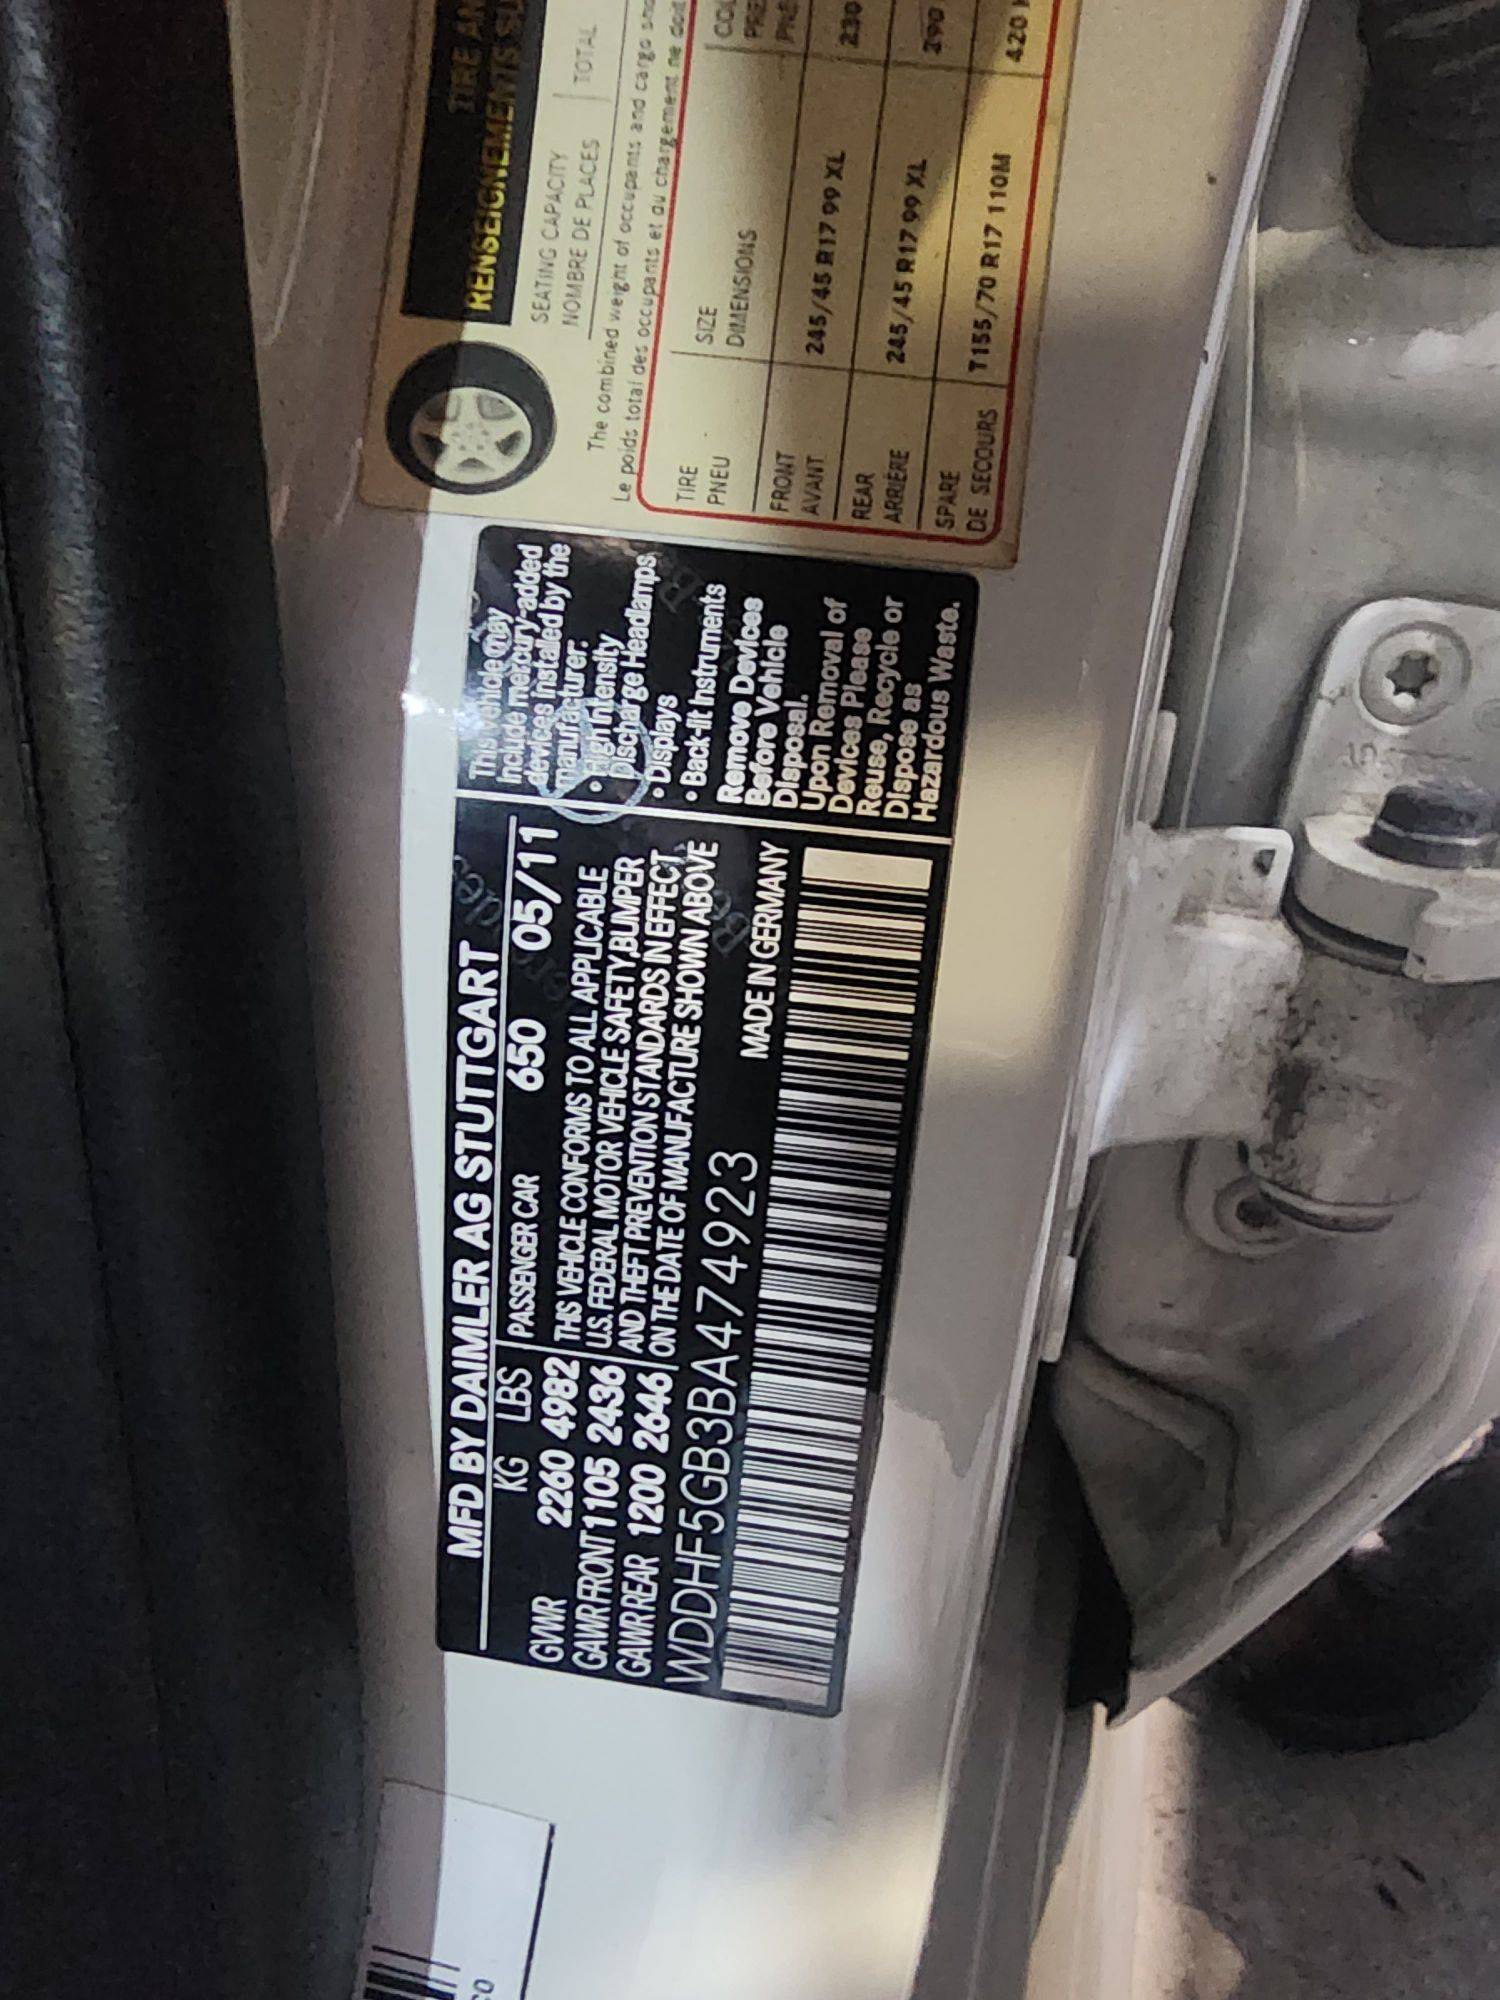 MFD BY DAIMLER AG STUTTGART
KG LBS PASSENGER CAR 650 05/11
GVWR 2260 4982
GAWR FRONT 1105 2436
GAWR REAR 1200 2646
THIS VEHICLE CONFORMS TO ALL APPLICABLE
U.S. FEDERAL MOTOR VEHICLE SAFETY, BUMPER
AND THEFT PREVENTION STANDARDS IN EFFECT
ON THE DATE OF MANUFACTURE SHOWN ABOVE
WDDHF5GB3BA474923
MADE IN GERMANY
This vehicle may
include mercury-added
devices installed by the
manufacturer:
• High Intensity
Discharge Headlamps
• Displays
• Back-lit Instruments
Remove Devices
Before Vehicle
Disposal.
Upon Removal of
Devices Please
Reuse, Recycle or
Dispose as
Hazardous Waste.
TIRE AN
RENSEIGNEMENTS SU
SEATING CAPACITY
NOMBRE DE PLACES
TOTAL
The combined weight of occupants and cargo
Le poids total des occupants et du chargement ne doit
TIRE SIZE
PNEU DIMENSIONS
FRONT
AVANT 245/45 R17 99 XL 230
REAR
ARRIÈRE 245/45 R17 99 XL 290
SPARE
DE SECOURS T155/70 R17 110M 420